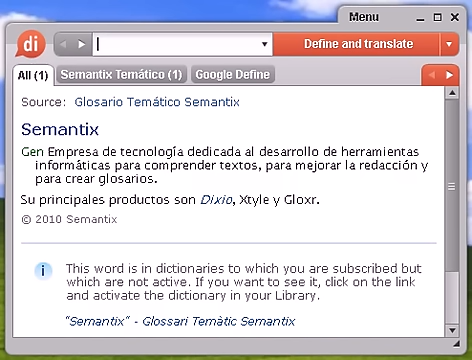 Menu
di
Define and translate
All (1)
Semantix Temático (1)
Google Define
Source: Glosario Temático Semantix
Semantix
Gen Empresa de tecnología dedicada al desarrollo de herramientas
informáticas para comprender textos, para mejorar la redacción y
para crear glosarios.
Su principales productos son Dixio, Xtyle y Gloxr.
© 2010 Semantix
i
This word is in dictionaries to which you are subscribed but
which are not active. If you want to see it, click on the link
and activate the dictionary in your Library.
"Semantix" - Glossari Temàtic Semantix